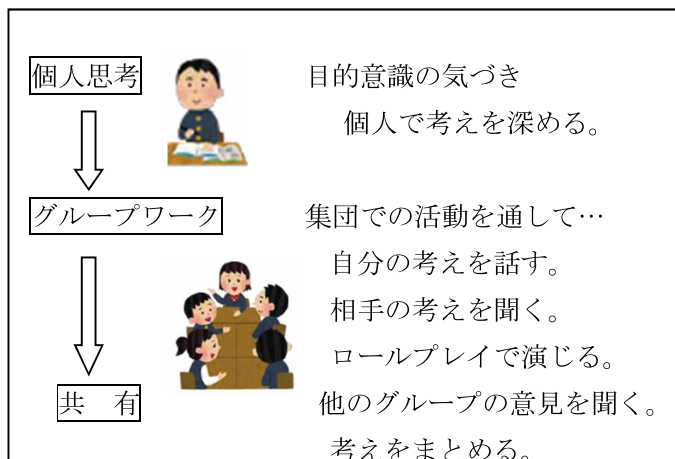 個人思考
目的意識の気づき
個人で考えを深める。
グループワーク
集団での活動を通して…
自分の考えを話す。
相手の考えを聞く。
ロールプレイで演じる。
共　有
他のグループの意見を聞く。
考えをまとめる。